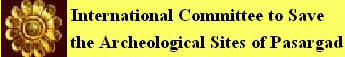 International Committee to Save
the Archeological Sites of Pasargad